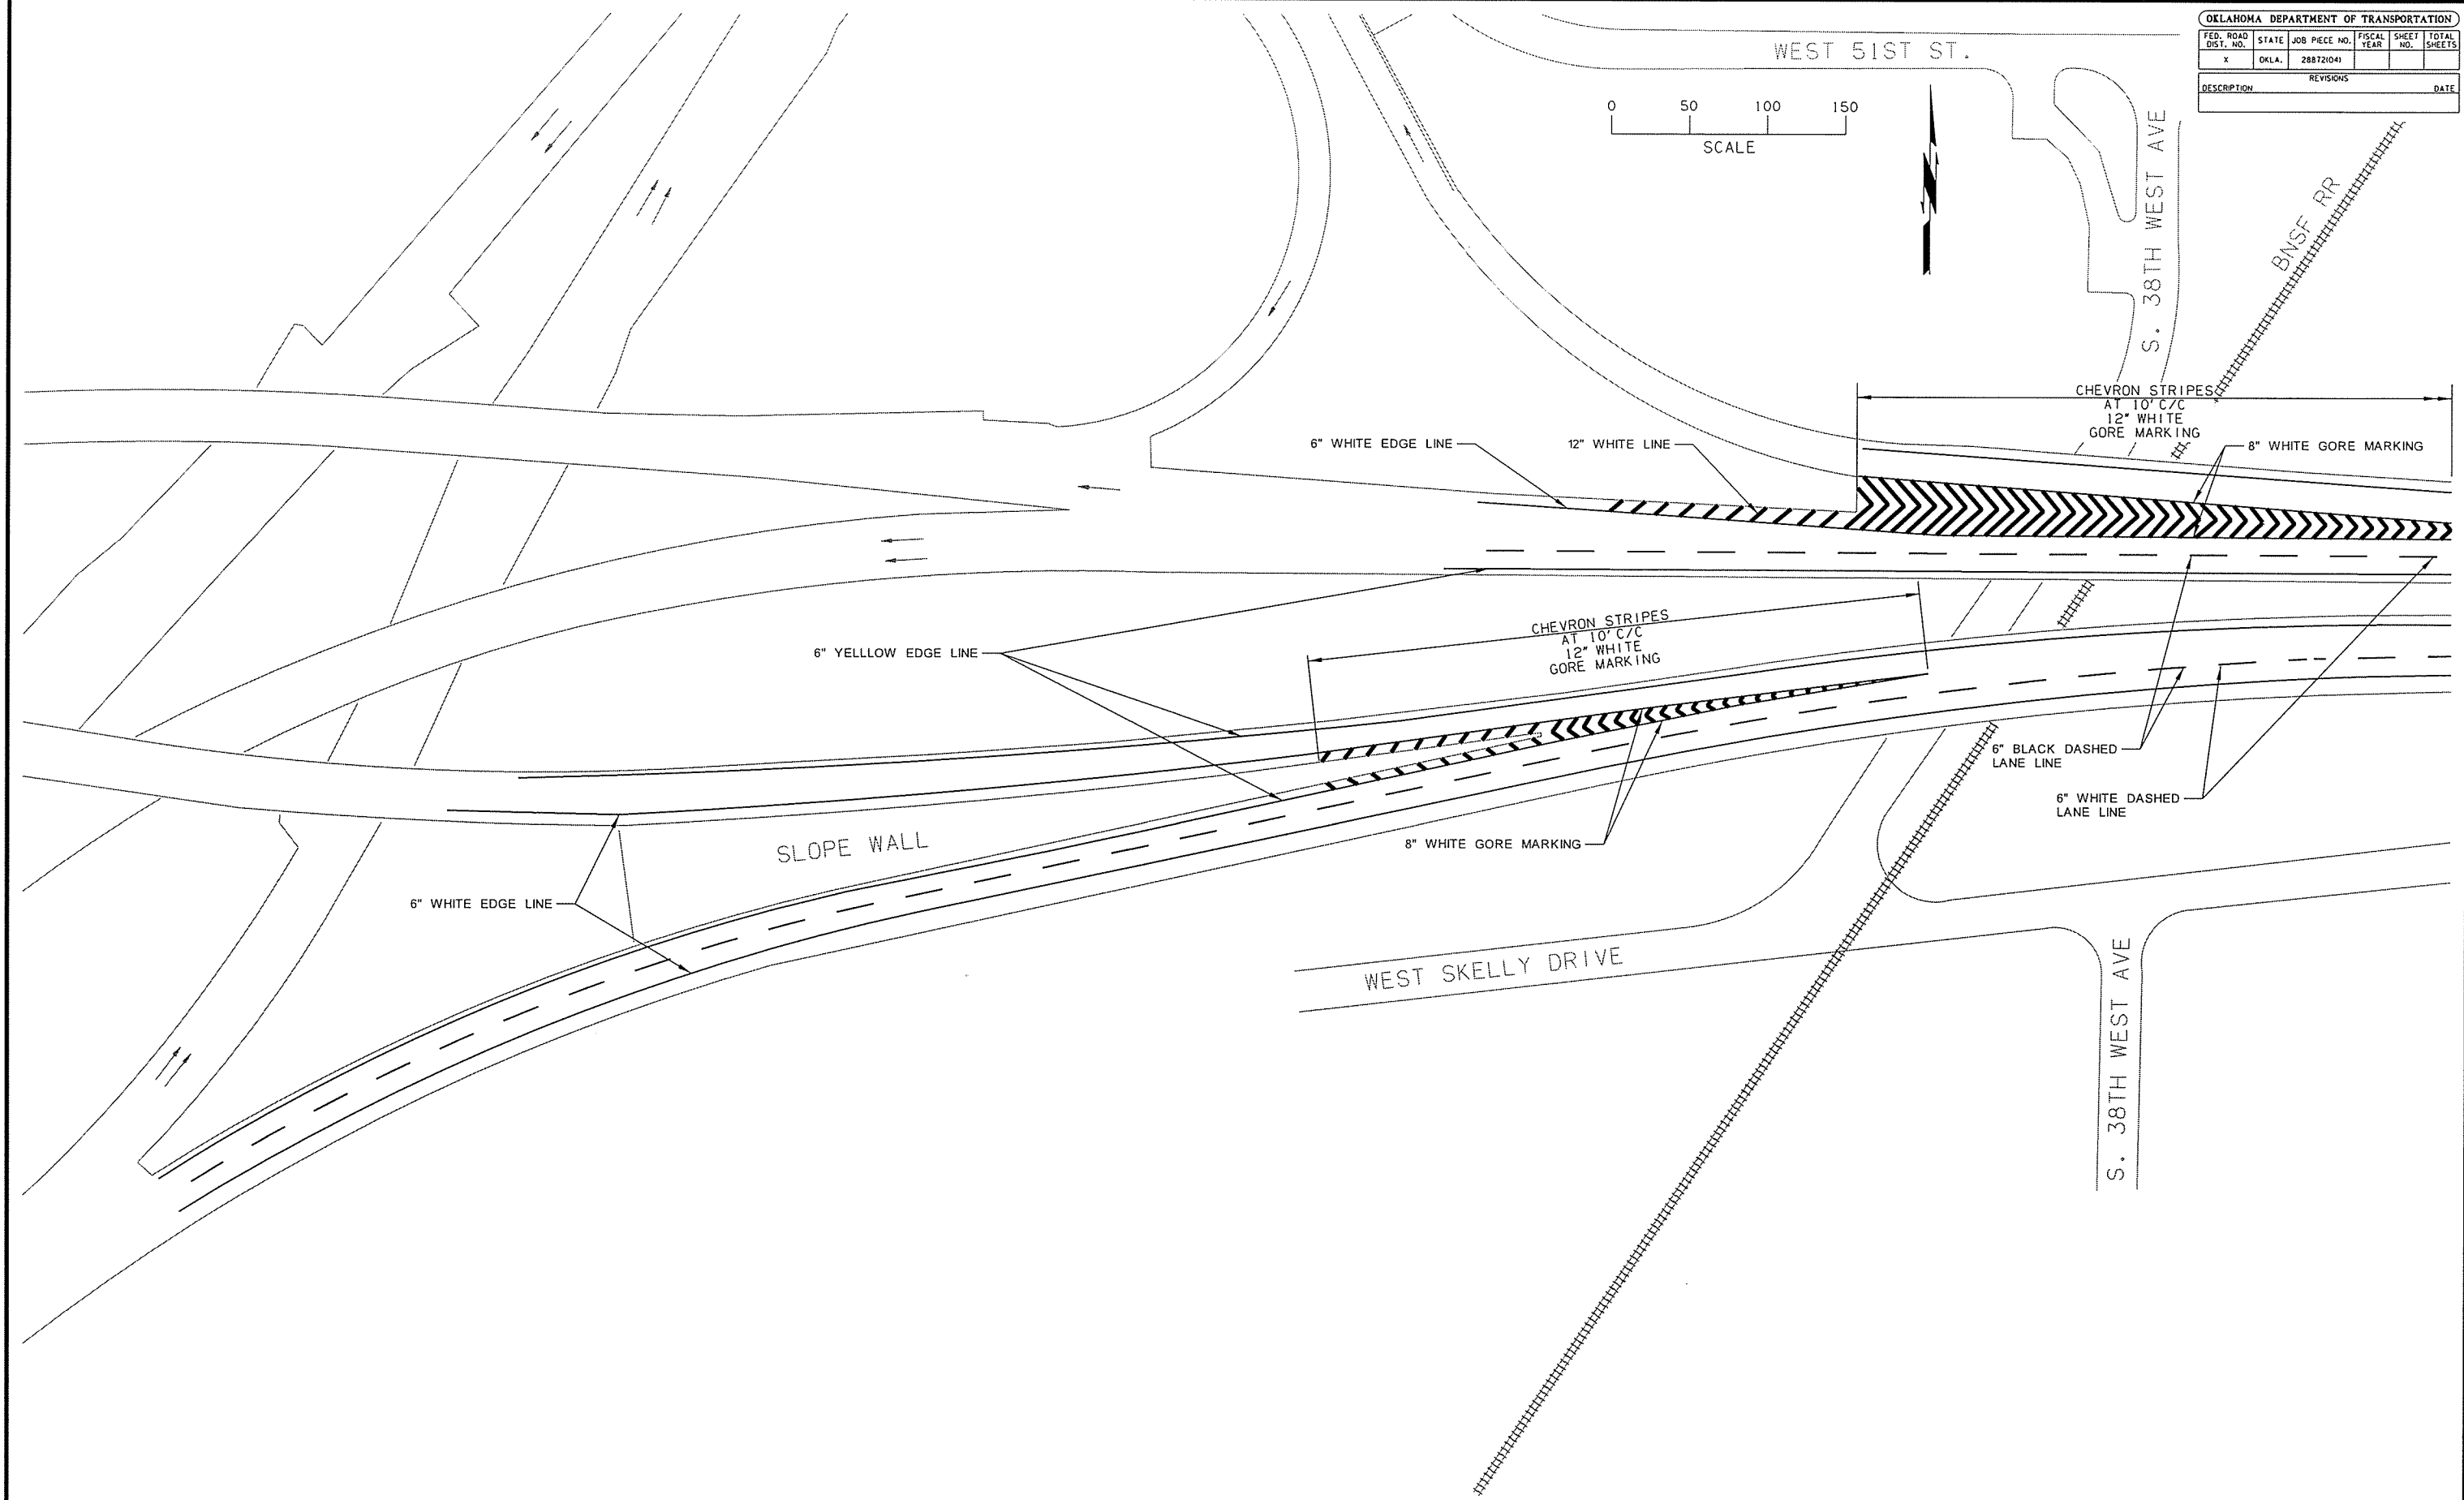 OKLAHOMA DEPARTMENT OF TRANSPORTATION
FED. ROAD DIST. NO. STATE JOB PIECE NO. FISCAL YEAR SHEET NO. TOTAL SHEETS
X OKLA. 28872(04)
REVISIONS
DESCRIPTION DATE
WEST 51ST ST.
0 50 100 150
SCALE
N
S. 38TH WEST AVE
BNSF RR
CHEVRON STRIPES
AT 10' C/C
12" WHITE
GORE MARKING
6" WHITE EDGE LINE
12" WHITE LINE
8" WHITE GORE MARKING
CHEVRON STRIPES
AT 10' C/C
12" WHITE
GORE MARKING
6" YELLLOW EDGE LINE
6" BLACK DASHED
LANE LINE
6" WHITE DASHED
LANE LINE
8" WHITE GORE MARKING
SLOPE WALL
6" WHITE EDGE LINE
WEST SKELLY DRIVE
S. 38TH WEST AVE